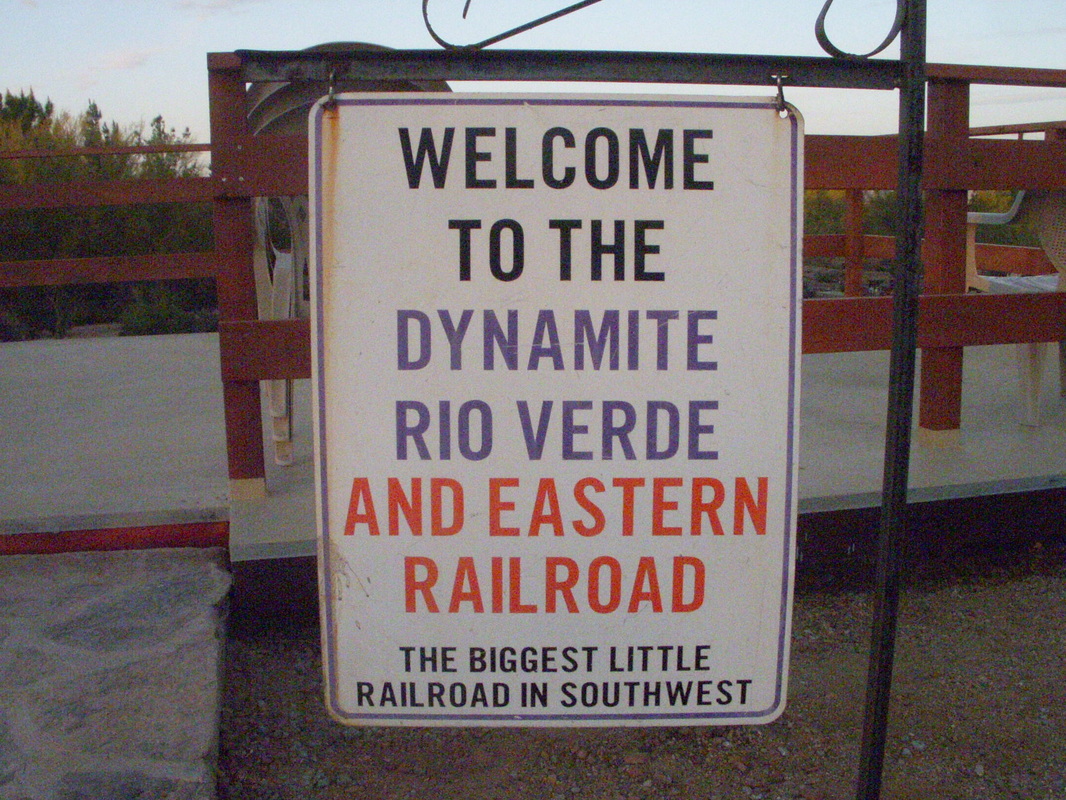 WELCOME
TO THE
DYNAMITE
RIO VERDE
AND EASTERN
RAILROAD
THE BIGGEST LITTLE
RAILROAD IN SOUTHWEST